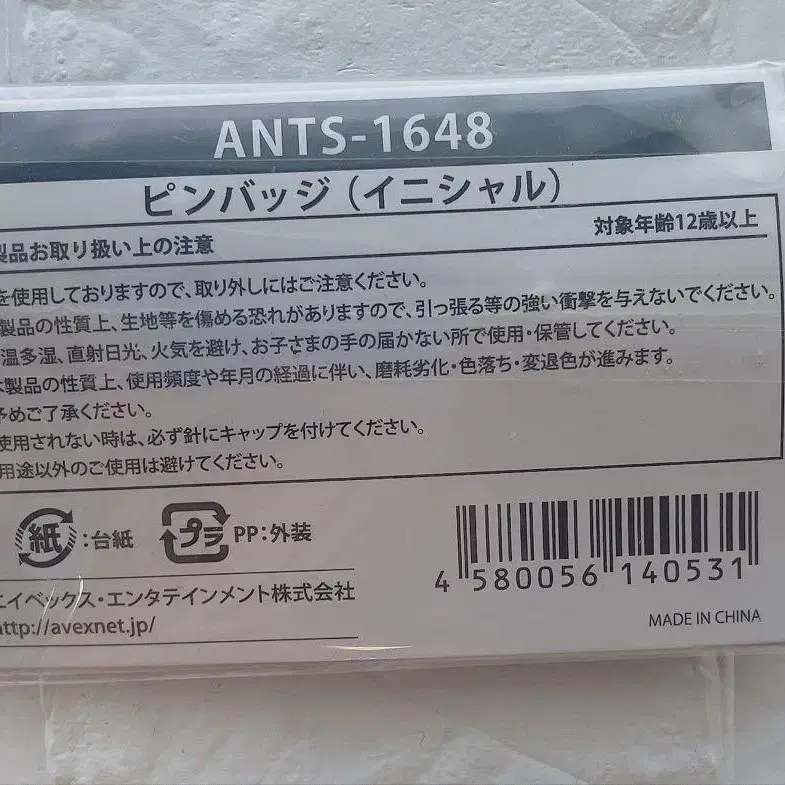 ANTS-1648
ピンバッジ（イニシャル）
製品お取り扱い上の注意
対象年齢12歳以上
を使用しておりますので、取り外しにはご注意ください。
製品の性質上、生地等を傷める恐れがありますので、引っ張る等の強い衝撃を与えないでください。
温多湿、直射日光、火気を避け、お子さまの手の届かない所で使用・保管してください。
製品の性質上、使用頻度や年月の経過に伴い、磨耗劣化・色落ち・変退色が進みます。
予めご了承ください。
使用されない時は、必ず針にキャップを付けてください。
用途以外のご使用は避けてください。
紙:台紙
プラ PP:外装
エイベックス・エンタテインメント株式会社
http://avexnet.jp/
4 580056 140531
MADE IN CHINA